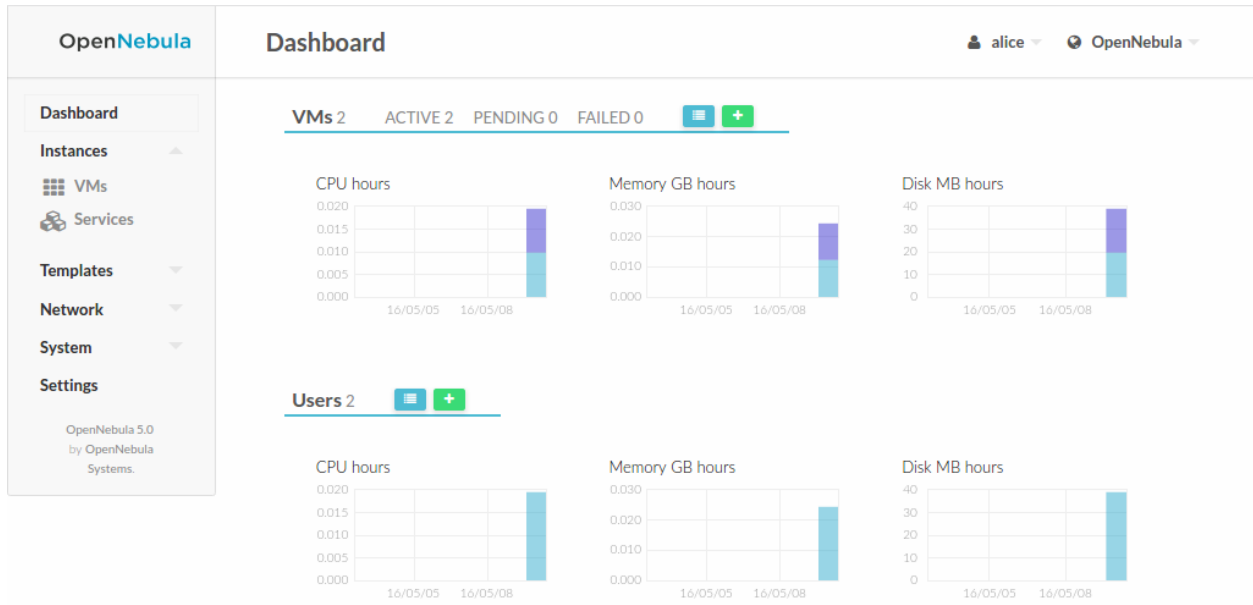 OpenNebula
Dashboard
alice
OpenNebula
Dashboard
Instances
VMs
Services
Templates
Network
System
Settings
OpenNebula 5.0
by OpenNebula
Systems.
VMs 2 ACTIVE 2 PENDING 0 FAILED 0
CPU hours
0.020
0.015
0.010
0.005
0.000
16/05/05 16/05/08
Memory GB hours
0.030
0.020
0.010
0.000
16/05/05 16/05/08
Disk MB hours
40
30
20
10
0
16/05/05 16/05/08
Users 2
CPU hours
0.020
0.015
0.010
0.005
0.000
16/05/05 16/05/08
Memory GB hours
0.030
0.020
0.010
0.000
16/05/05 16/05/08
Disk MB hours
40
30
20
10
0
16/05/05 16/05/08